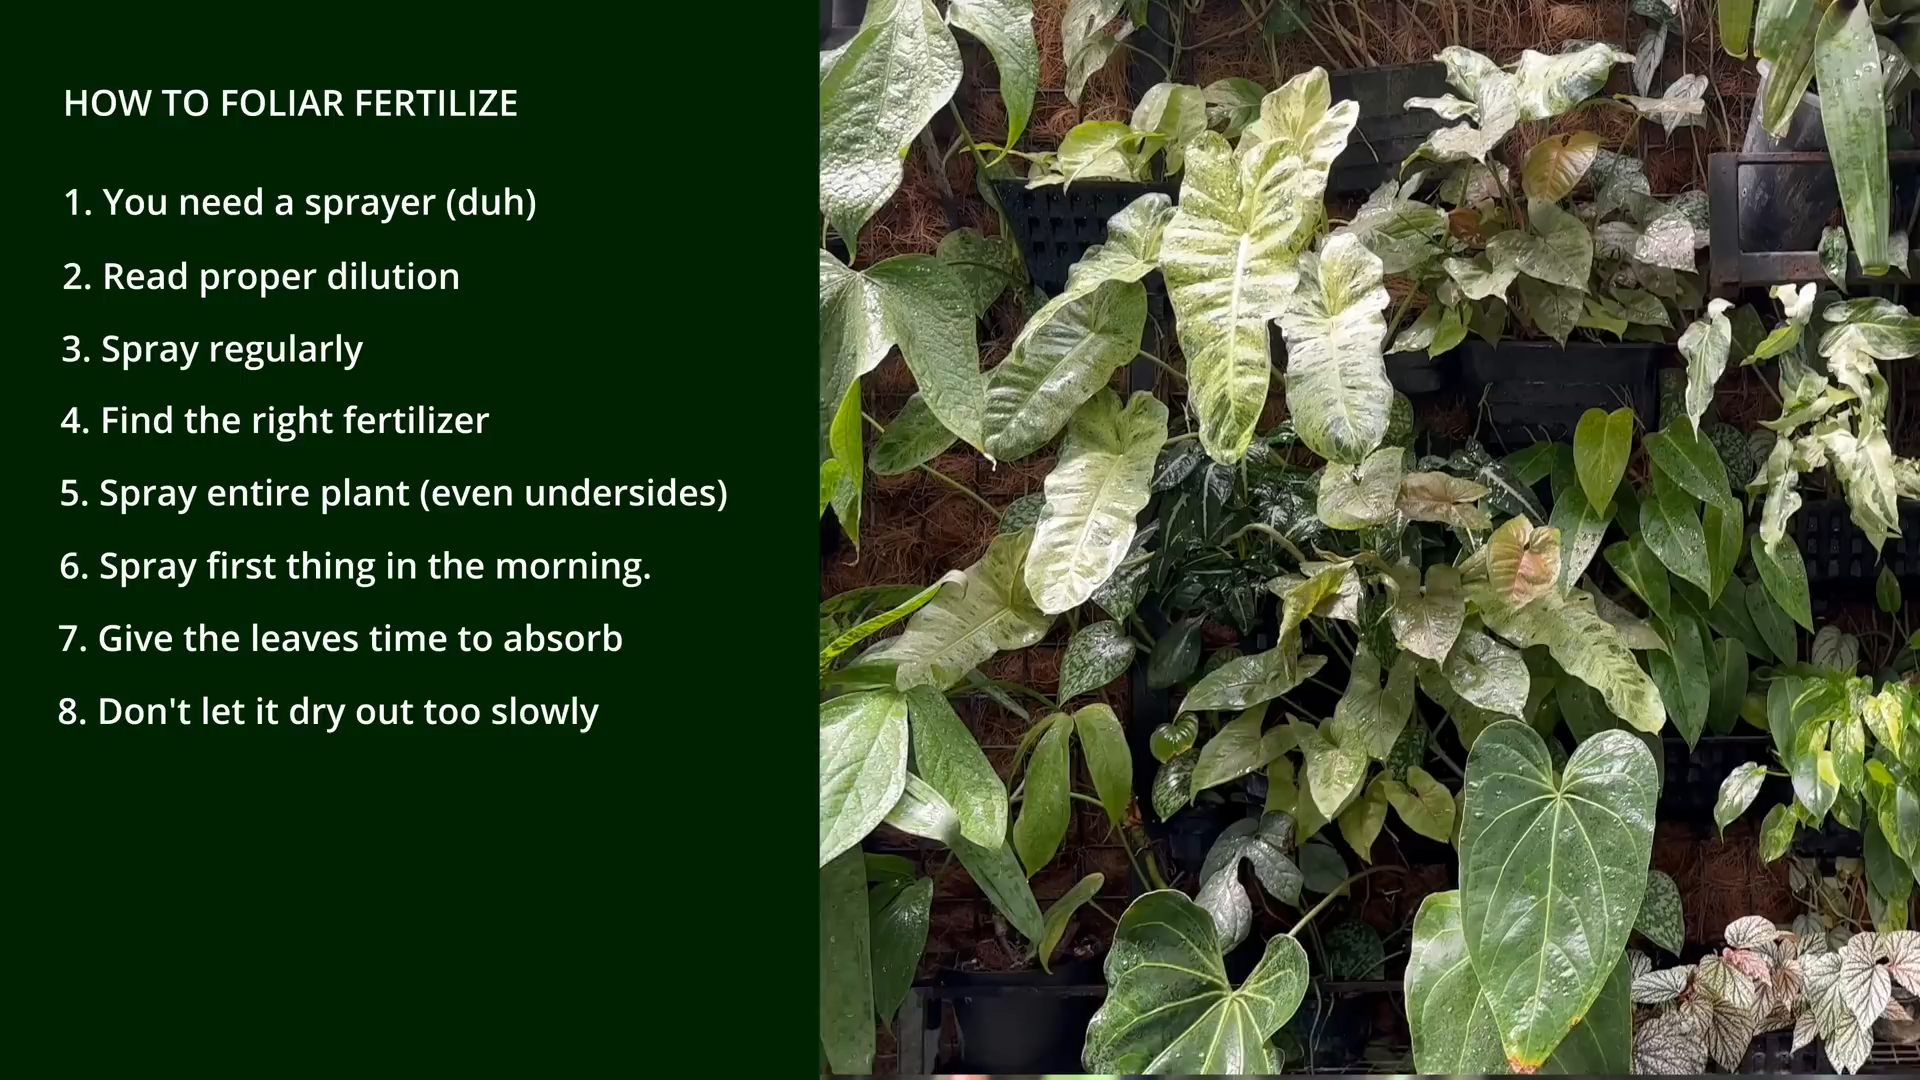 HOW TO FOLIAR FERTILIZE
1. You need a sprayer (duh)
2. Read proper dilution
3. Spray regularly
4. Find the right fertilizer
5. Spray entire plant (even undersides)
6. Spray first thing in the morning.
7. Give the leaves time to absorb
8. Don't let it dry out too slowly